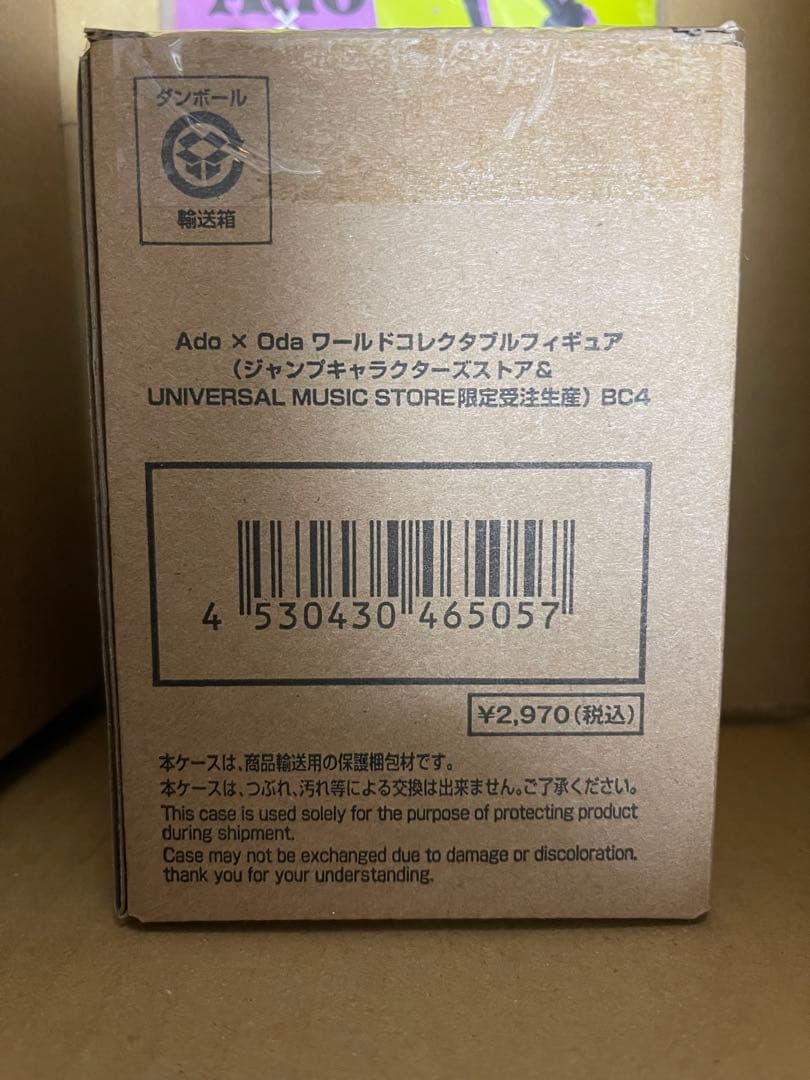 ダンボール
輸送箱
Ado × Oda ワールドコレクタブルフィギュア
(ジャンプキャラクターズストア&
UNIVERSAL MUSIC STORE限定受注生産) BC4
4 530430 465057
¥2,970(税込)
本ケースは、商品輸送用の保護梱包材です。
本ケースは、つぶれ、汚れ等による交換は出来ません。ご了承ください。
This case is used solely for the purpose of protecting product
during shipment.
Case may not be exchanged due to damage or discoloration.
thank you for your understanding.